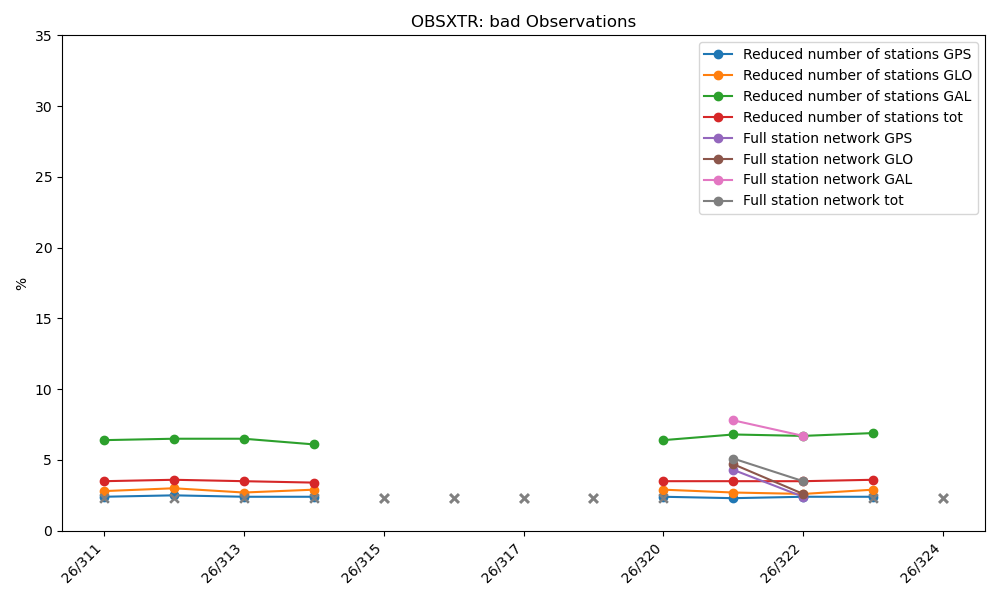 OBSXTR: bad Observations
%
35
30
25
20
15
10
5
0
26/311
26/313
26/315
26/317
26/320
26/322
26/324
Reduced number of stations GPS
Reduced number of stations GLO
Reduced number of stations GAL
Reduced number of stations tot
Full station network GPS
Full station network GLO
Full station network GAL
Full station network tot